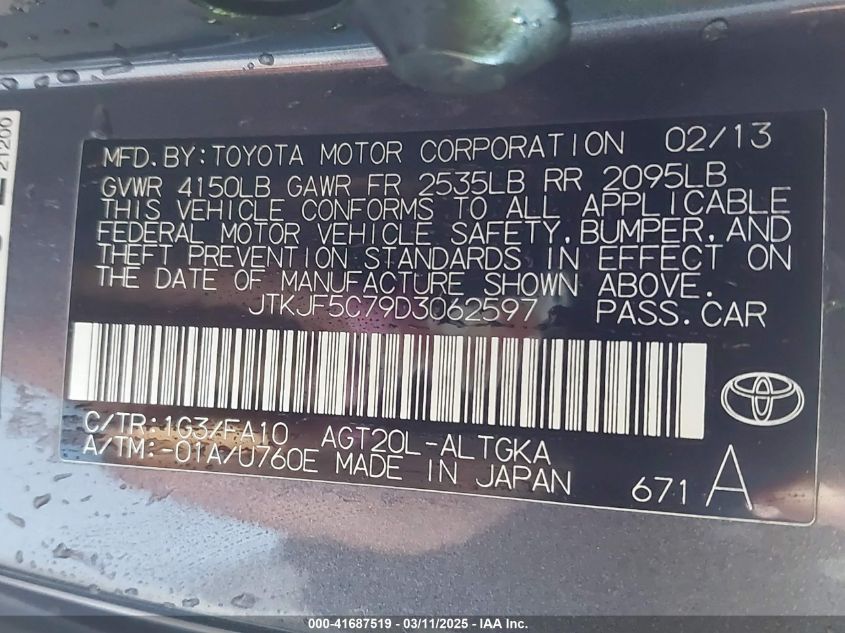 MFD. BY: TOYOTA MOTOR CORPORATION 02/13
GVWR 4150LB GAWR FR 2535LB RR 2095LB
THIS VEHICLE CONFORMS TO ALL APPLICABLE
FEDERAL MOTOR VEHICLE SAFETY, BUMPER, AND
THEFT PREVENTION STANDARDS IN EFFECT ON
THE DATE OF MANUFACTURE SHOWN ABOVE.
JTKJF5C79D3062597 PASS. CAR
C/TR: 1G3/FA10 AGT20L-ALTGKA
A/TM: -01A/U760E MADE IN JAPAN
671 A
21200
000-41687519 - 03/11/2025 - IAA Inc.